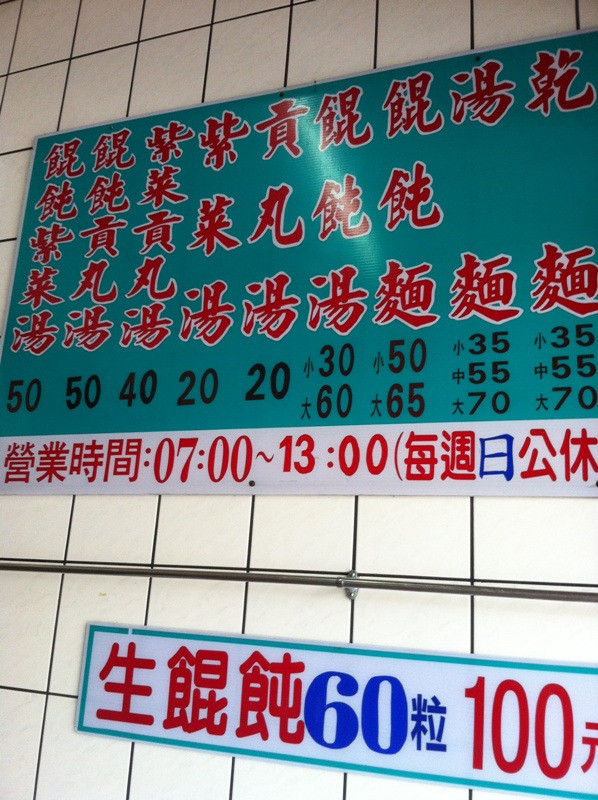 乾麵 小35 中55 大70
湯麵 小35 中55 大70
餛飩麵 小50 大65
餛飩湯 小30 大60
貢丸湯 20
紫菜湯 20
紫菜貢丸湯 40
餛飩貢丸湯 50
餛飩紫菜湯 50
營業時間:07:00~13:00(每週日公休
生餛飩60粒 100元